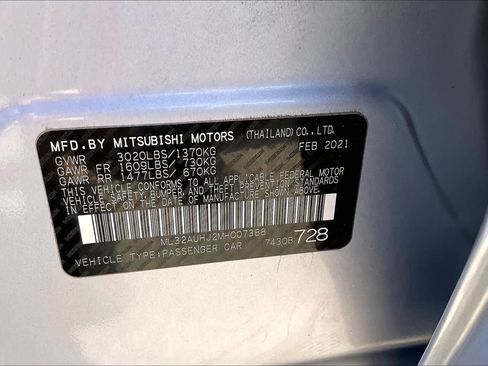 MFD.BY MITSUBISHI MOTORS (THAILAND) CO.,LTD.
GVWR 3020LBS/1370KG FEB 2021
GAWR FR 1609LBS/ 730KG
GAWR RR 1477LBS/ 670KG
THIS VEHICLE CONFORMS TO ALL APPLICABLE FEDERAL MOTOR
VEHICLE SAFETY, BUMPER, AND THEFT PREVENTION STANDARDS
IN EFFECT ON THE DATE OF MANUFACTURE SHOWN ABOVE.
ML32AUHJ2MH007388
VEHICLE TYPE:PASSENGER CAR 7430B 728